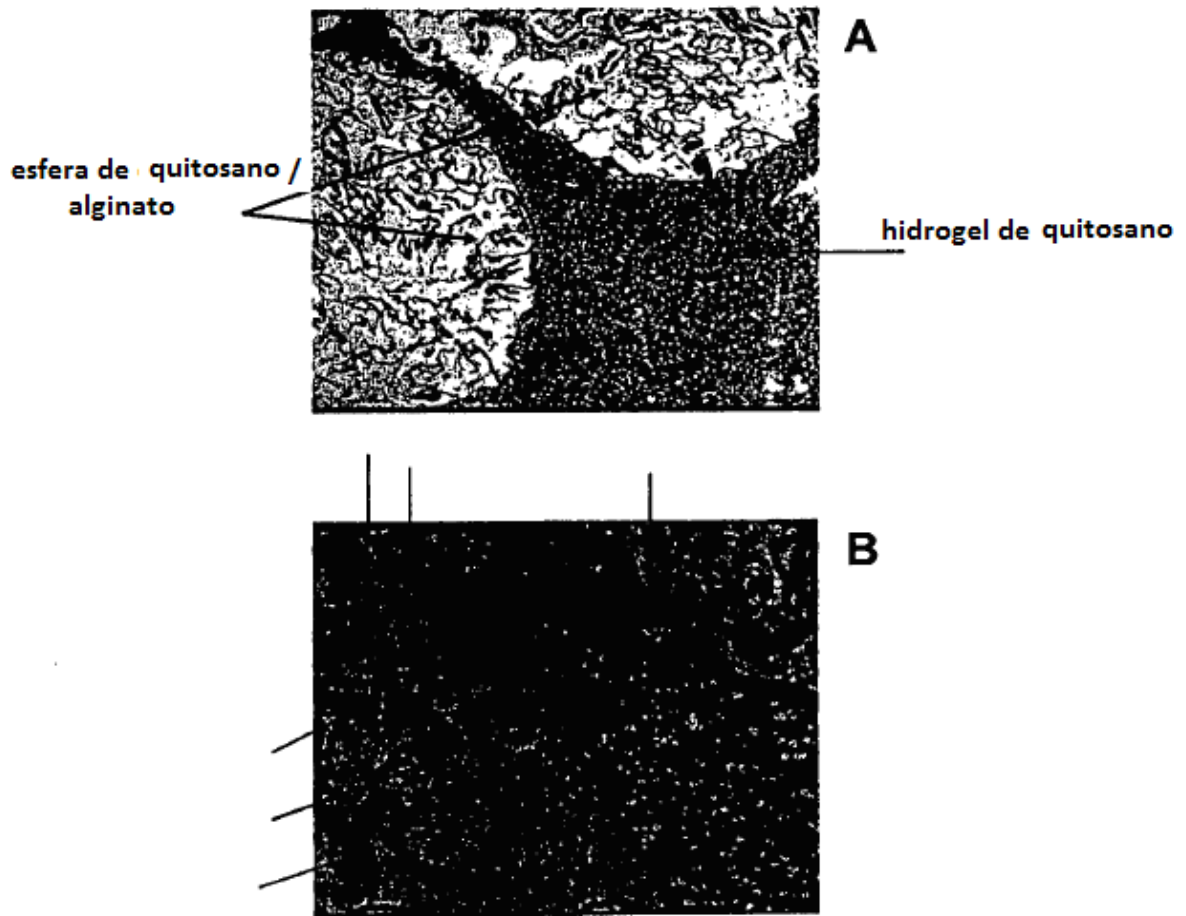 A
esfera de quitosano /
alginato
hidrogel de quitosano
B